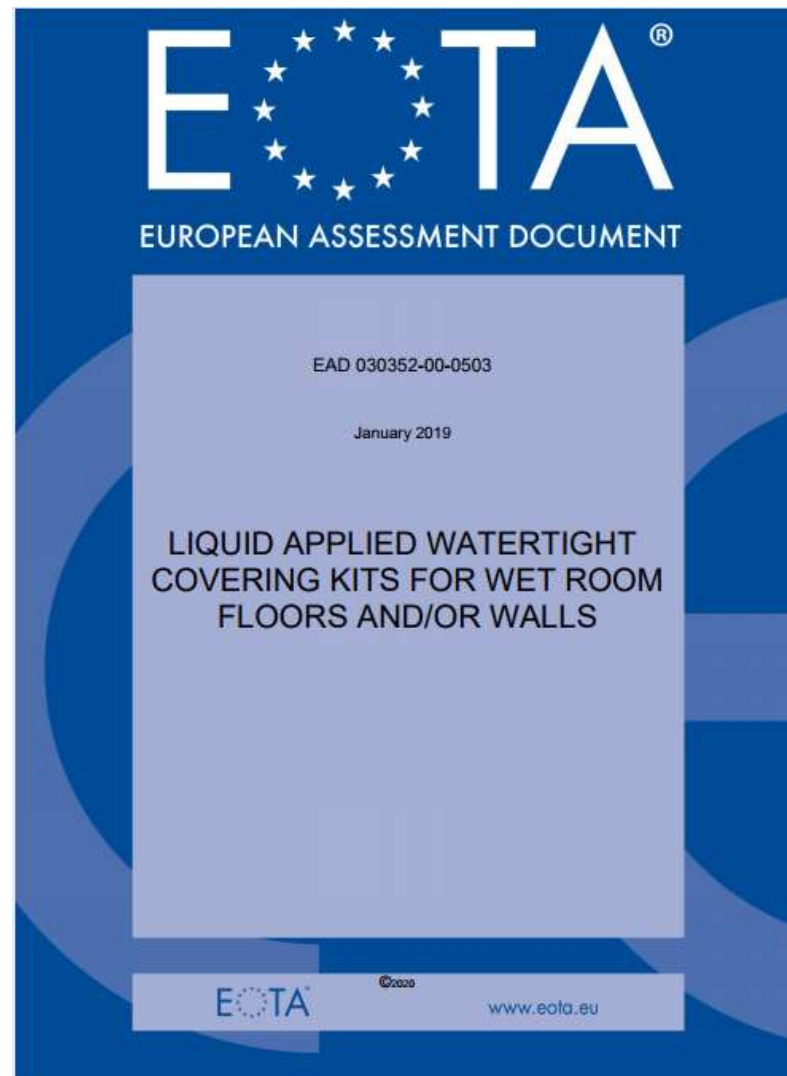 EOTA®
EUROPEAN ASSESSMENT DOCUMENT
EAD 030352-00-0503
January 2019
LIQUID APPLIED WATERTIGHT
COVERING KITS FOR WET ROOM
FLOORS AND/OR WALLS
©2020
EOTA® www.eota.eu